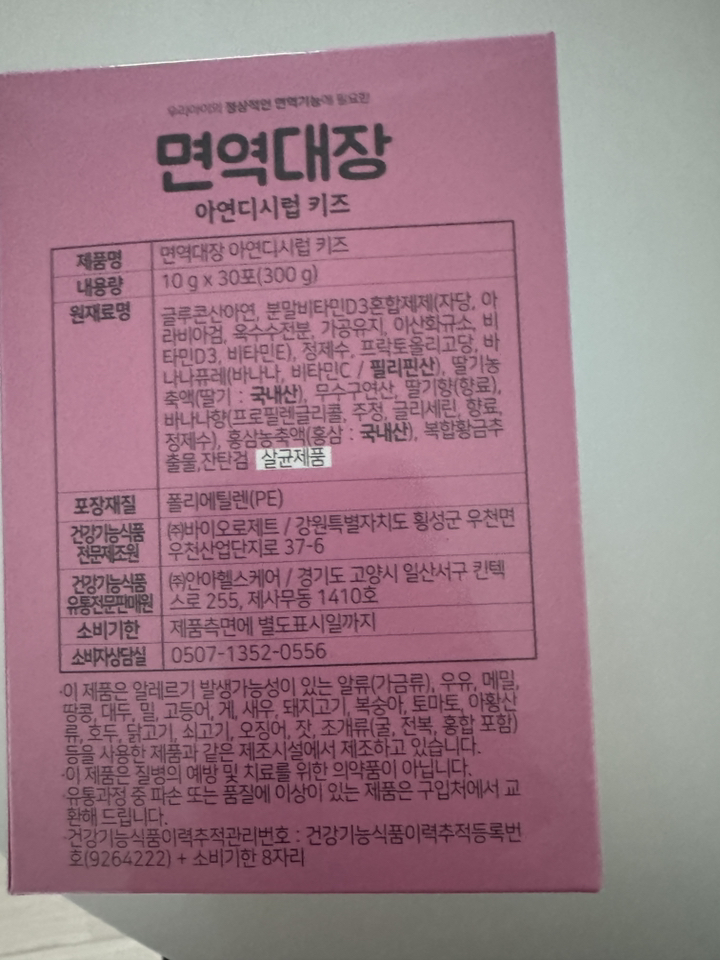 우리아이의 정상적인 면역기능에 필요한
면역대장
아연디시럽 키즈
제품명 면역대장 아연디시럽 키즈
내용량 10 g x 30포(300 g)
원재료명 글루콘산아연, 분말비타민D3혼합제제(자당, 아
라비아검, 옥수수전분, 가공유지, 이산화규소, 비
타민D3, 비타민E), 정제수, 프락토올리고당, 바
나나퓨레(바나나, 비타민C / 필리핀산), 딸기농
축액(딸기 : 국내산), 무수구연산, 딸기향(향료),
바나나향(프로필렌글리콜, 주정, 글리세린, 향료,
정제수), 홍삼농축액(홍삼 : 국내산), 복합황금추
출물,잔탄검 살균제품
포장재질 폴리에틸렌(PE)
건강기능식품 ㈜바이오로제트 / 강원특별자치도 횡성군 우천면
전문제조원 우천산업단지로 37-6
건강기능식품 ㈜안아헬스케어 / 경기도 고양시 일산서구 킨텍
유통전문판매원 스로 255, 제사무동 1410호
소비기한 제품측면에 별도표시일까지
소비자상담실 0507-1352-0556
·이 제품은 알레르기 발생가능성이 있는 알류(가금류), 우유, 메밀,
땅콩, 대두, 밀, 고등어, 게, 새우, 돼지고기, 복숭아, 토마토, 아황산
류, 호두, 닭고기, 쇠고기, 오징어, 잣, 조개류(굴, 전복, 홍합 포함)
등을 사용한 제품과 같은 제조시설에서 제조하고 있습니다.
·이 제품은 질병의 예방 및 치료를 위한 의약품이 아닙니다.
·유통과정 중 파손 또는 품질에 이상이 있는 제품은 구입처에서 교
환해 드립니다.
·건강기능식품이력추적관리번호 : 건강기능식품이력추적등록번
호(9264222) + 소비기한 8자리